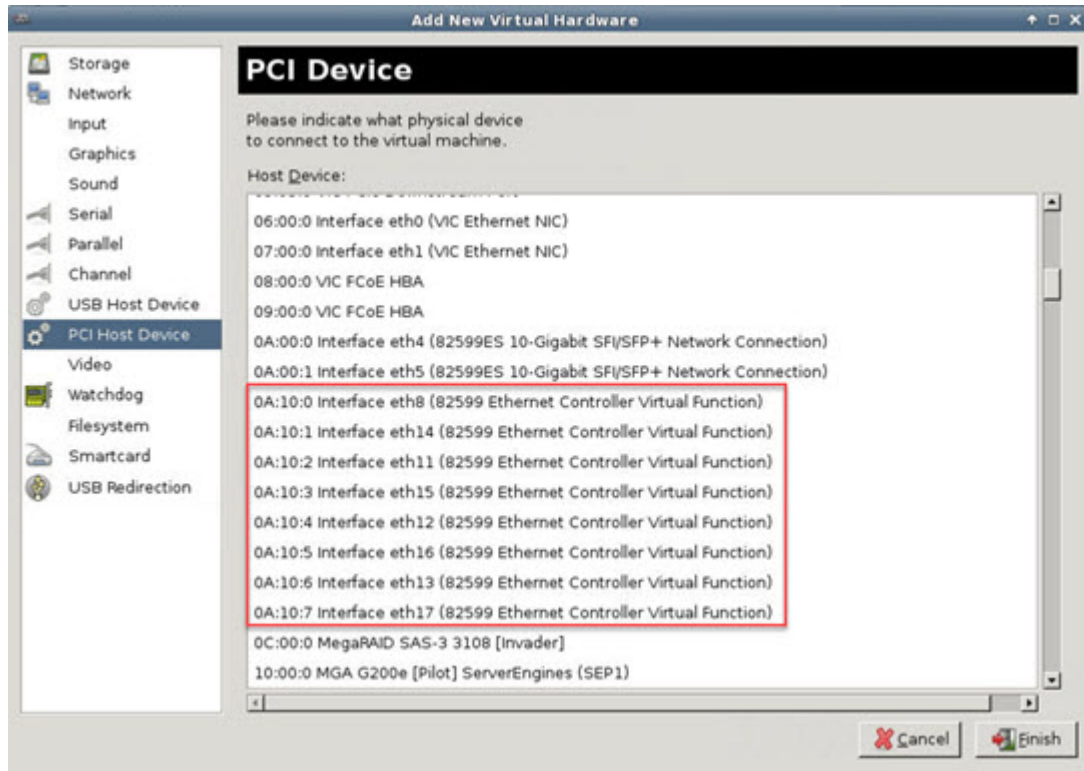 Add New Virtual Hardware
Storage
Network
Input
Graphics
Sound
Serial
Parallel
Channel
USB Host Device
PCI Host Device
Video
Watchdog
Filesystem
Smartcard
USB Redirection
PCI Device
Please indicate what physical device
to connect to the virtual machine.
Host Device:
06:00:0 Interface eth0 (VIC Ethernet NIC)
07:00:0 Interface eth1 (VIC Ethernet NIC)
08:00:0 VIC FCoE HBA
09:00:0 VIC FCoE HBA
0A:00:0 Interface eth4 (82599ES 10-Gigabit SFI/SFP+ Network Connection)
0A:00:1 Interface eth5 (82599ES 10-Gigabit SFI/SFP+ Network Connection)
0A:10:0 Interface eth8 (82599 Ethernet Controller Virtual Function)
0A:10:1 Interface eth14 (82599 Ethernet Controller Virtual Function)
0A:10:2 Interface eth11 (82599 Ethernet Controller Virtual Function)
0A:10:3 Interface eth15 (82599 Ethernet Controller Virtual Function)
0A:10:4 Interface eth12 (82599 Ethernet Controller Virtual Function)
0A:10:5 Interface eth16 (82599 Ethernet Controller Virtual Function)
0A:10:6 Interface eth13 (82599 Ethernet Controller Virtual Function)
0A:10:7 Interface eth17 (82599 Ethernet Controller Virtual Function)
0C:00:0 MegaRAID SAS-3 3108 [Invader]
10:00:0 MGA G200e [Pilot] ServerEngines (SEP1)
Cancel
Finish